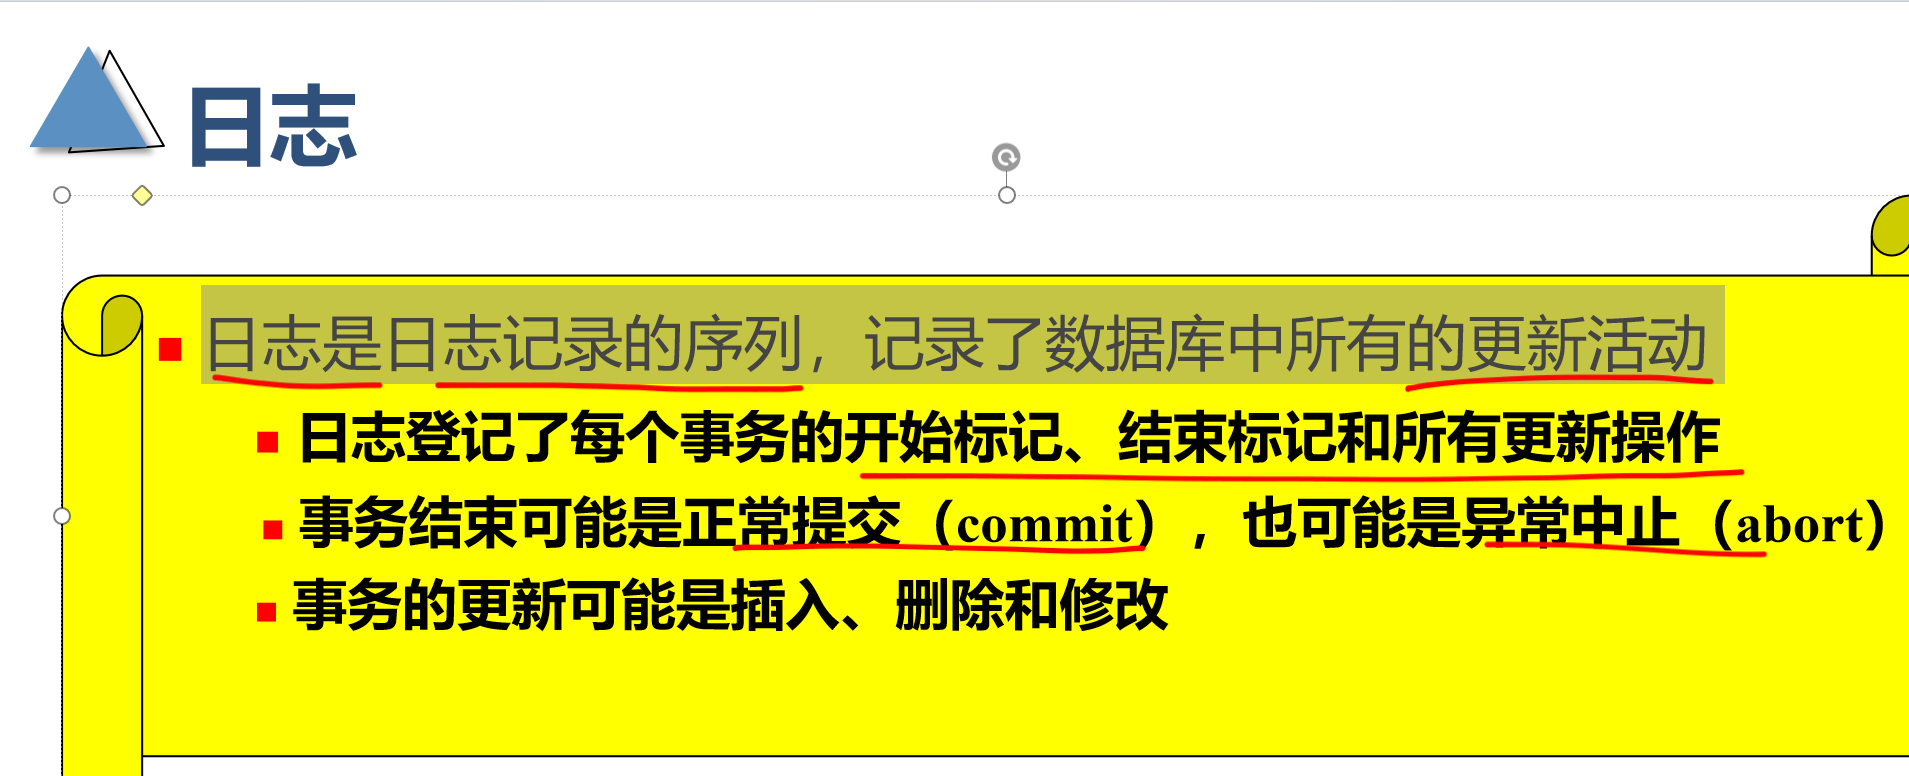 日志
日志是日志记录的序列，记录了数据库中所有的更新活动
日志登记了每个事务的开始标记、结束标记和所有更新操作
事务结束可能是正常提交（commit），也可能是异常中止（abort）
事务的更新可能是插入、删除和修改